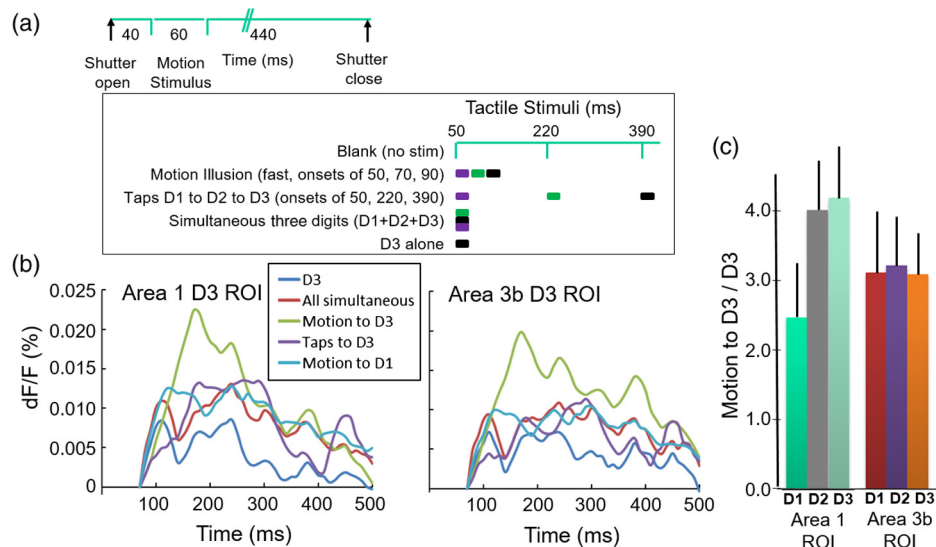 (a)
40 60 440
Shutter open
Motion Stimulus
Time (ms)
Shutter close
Tactile Stimuli (ms)
50 220 390
Blank (no stim)
Motion Illusion (fast, onsets of 50, 70, 90)
Taps D1 to D2 to D3 (onsets of 50, 220, 390)
Simultaneous three digits (D1+D2+D3)
D3 alone
(b)
Area 1 D3 ROI
D3
All simultaneous
Motion to D3
Taps to D3
Motion to D1
Area 3b D3 ROI
dF/F (%)
0.025
0.020
0.015
0.010
0.005
0
100 200 300 400 500
Time (ms)
100 200 300 400 500
Time (ms)
(c)
Motion to D3 / D3
4.0
3.0
2.0
1.0
0.0
D1 D2 D3 D1 D2 D3
Area 1 ROI
Area 3b ROI